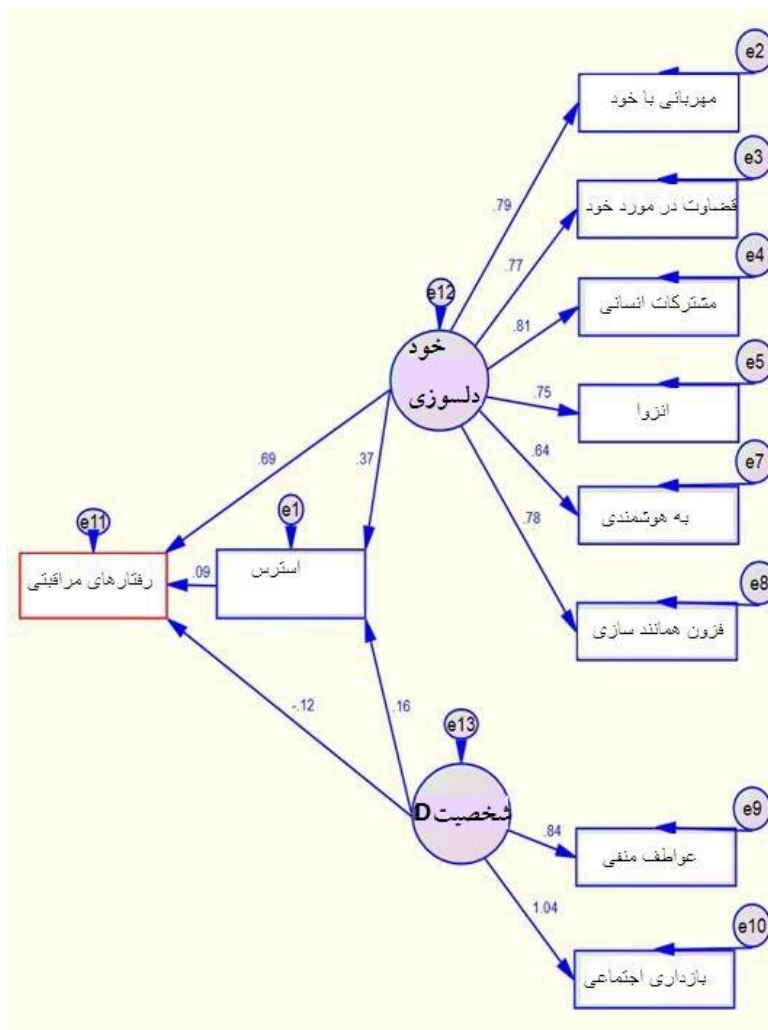 e2
مهربانی با خود
.79
e3
قضاوت در مورد خود
.77
e4
مشترکات انسانی
.81
e12
خود
دلسوزی
e5
انزوا
.75
e7
به هوشمندی
.64
e8
فزون همانند سازی
.78
.69
.37
e11
رفتارهای مراقبتی
.09
e1
استرس
-.12
.16
e13
شخصیت D
e9
عواطف منفی
.84
e10
بازداری اجتماعی
1.04